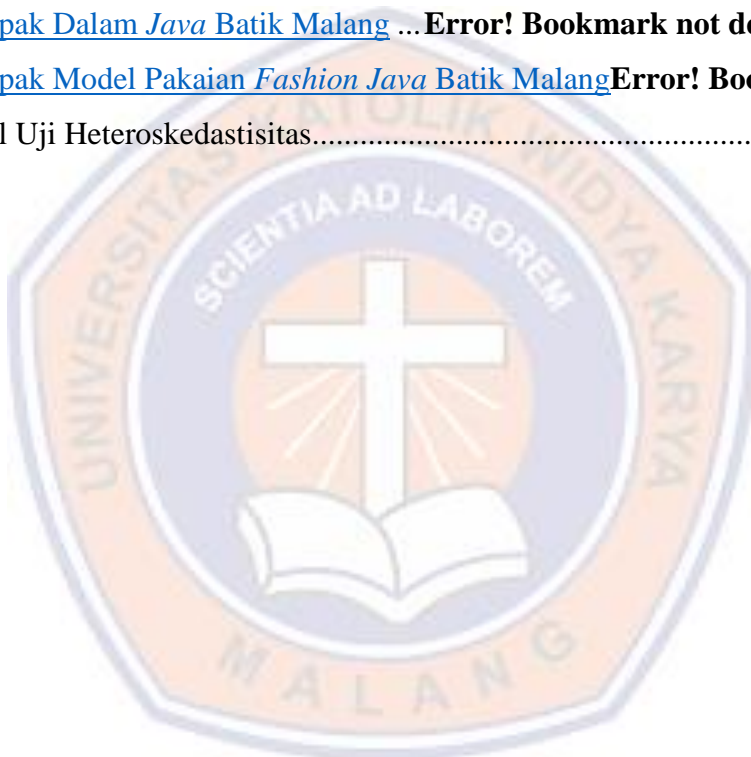 pak Dalam Java Batik Malang ...Error! Bookmark not de
pak Model Pakaian Fashion Java Batik MalangError! Boo
l Uji Heteroskedastisitas.......................................................
UNIVERSITAS KATOLIK WIDYA KARYA
SCIENTIA AD LABOREM
MALANG